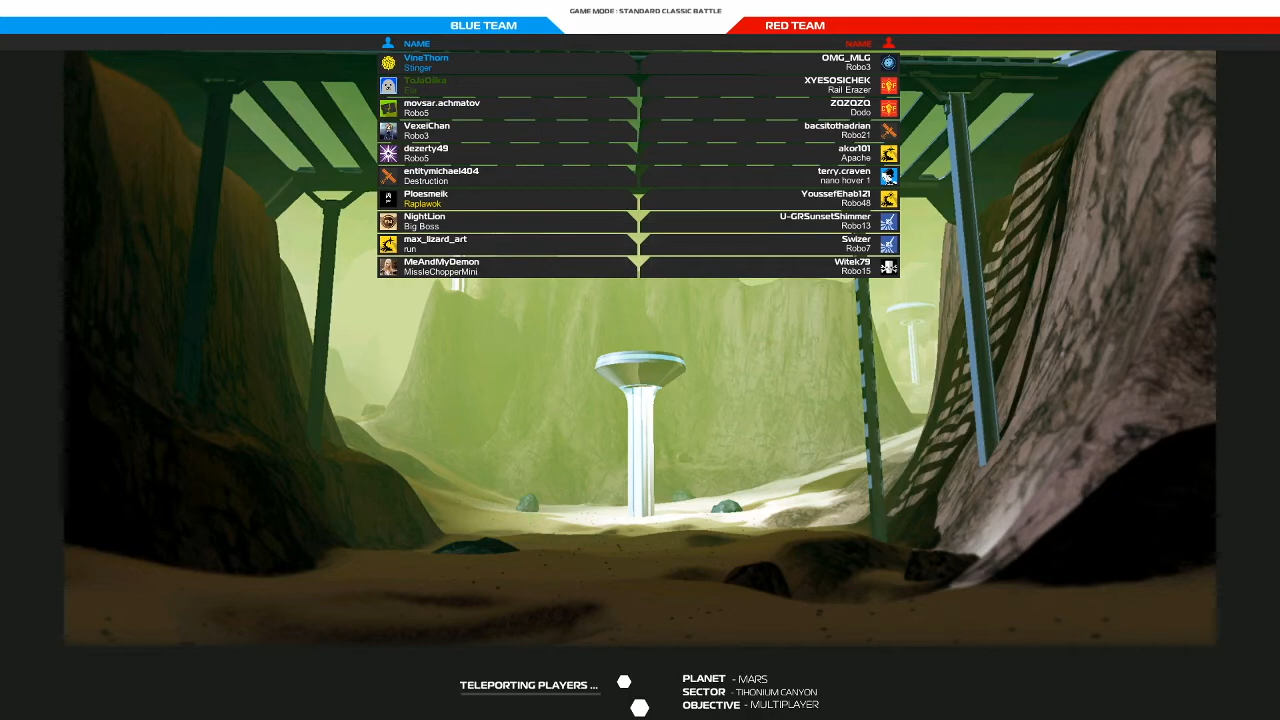 GAME MODE : STANDARD CLASSIC BATTLE
BLUE TEAM
RED TEAM
NAME
NAME
VineThorn
Stinger
OMG_MLG
Robo3
XYESOSICHEK
Rail Erazer
movsar.achmatov
Robo5
ZQZQZQ
Dodo
VexeiChan
Robo3
bacsitothadrian
Robo21
dezerty49
Robo5
akor101
Apache
entitymichael404
Destruction
terry.craven
nano hover 1
Ploesmeik
Raplawok
YoussefEhab121
Robo48
NightLion
Big Boss
U-GRSunsetShimmer
Robo13
max_lizard_art
run
Swizer
Robo7
MeAndMyDemon
MissleChopperMini
Witek79
Robo15
TELEPORTING PLAYERS ...
PLANET - MARS
SECTOR - TIHONIUM CANYON
OBJECTIVE - MULTIPLAYER